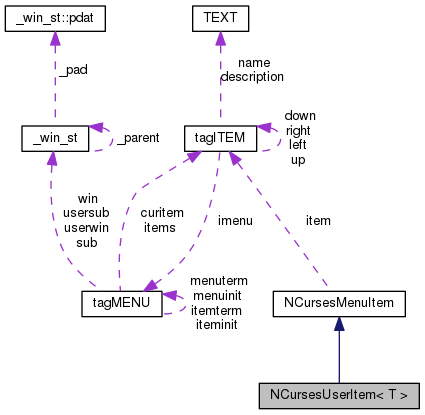 _win_st::pdat
TEXT
_pad
name
description
_win_st
_parent
tagITEM
down
right
left
up
win
usersub
userwin
sub
curitem
items
imenu
item
tagMENU
menuterm
menuinit
itemterm
iteminit
NCursesMenuItem
NCursesUserItem< T >